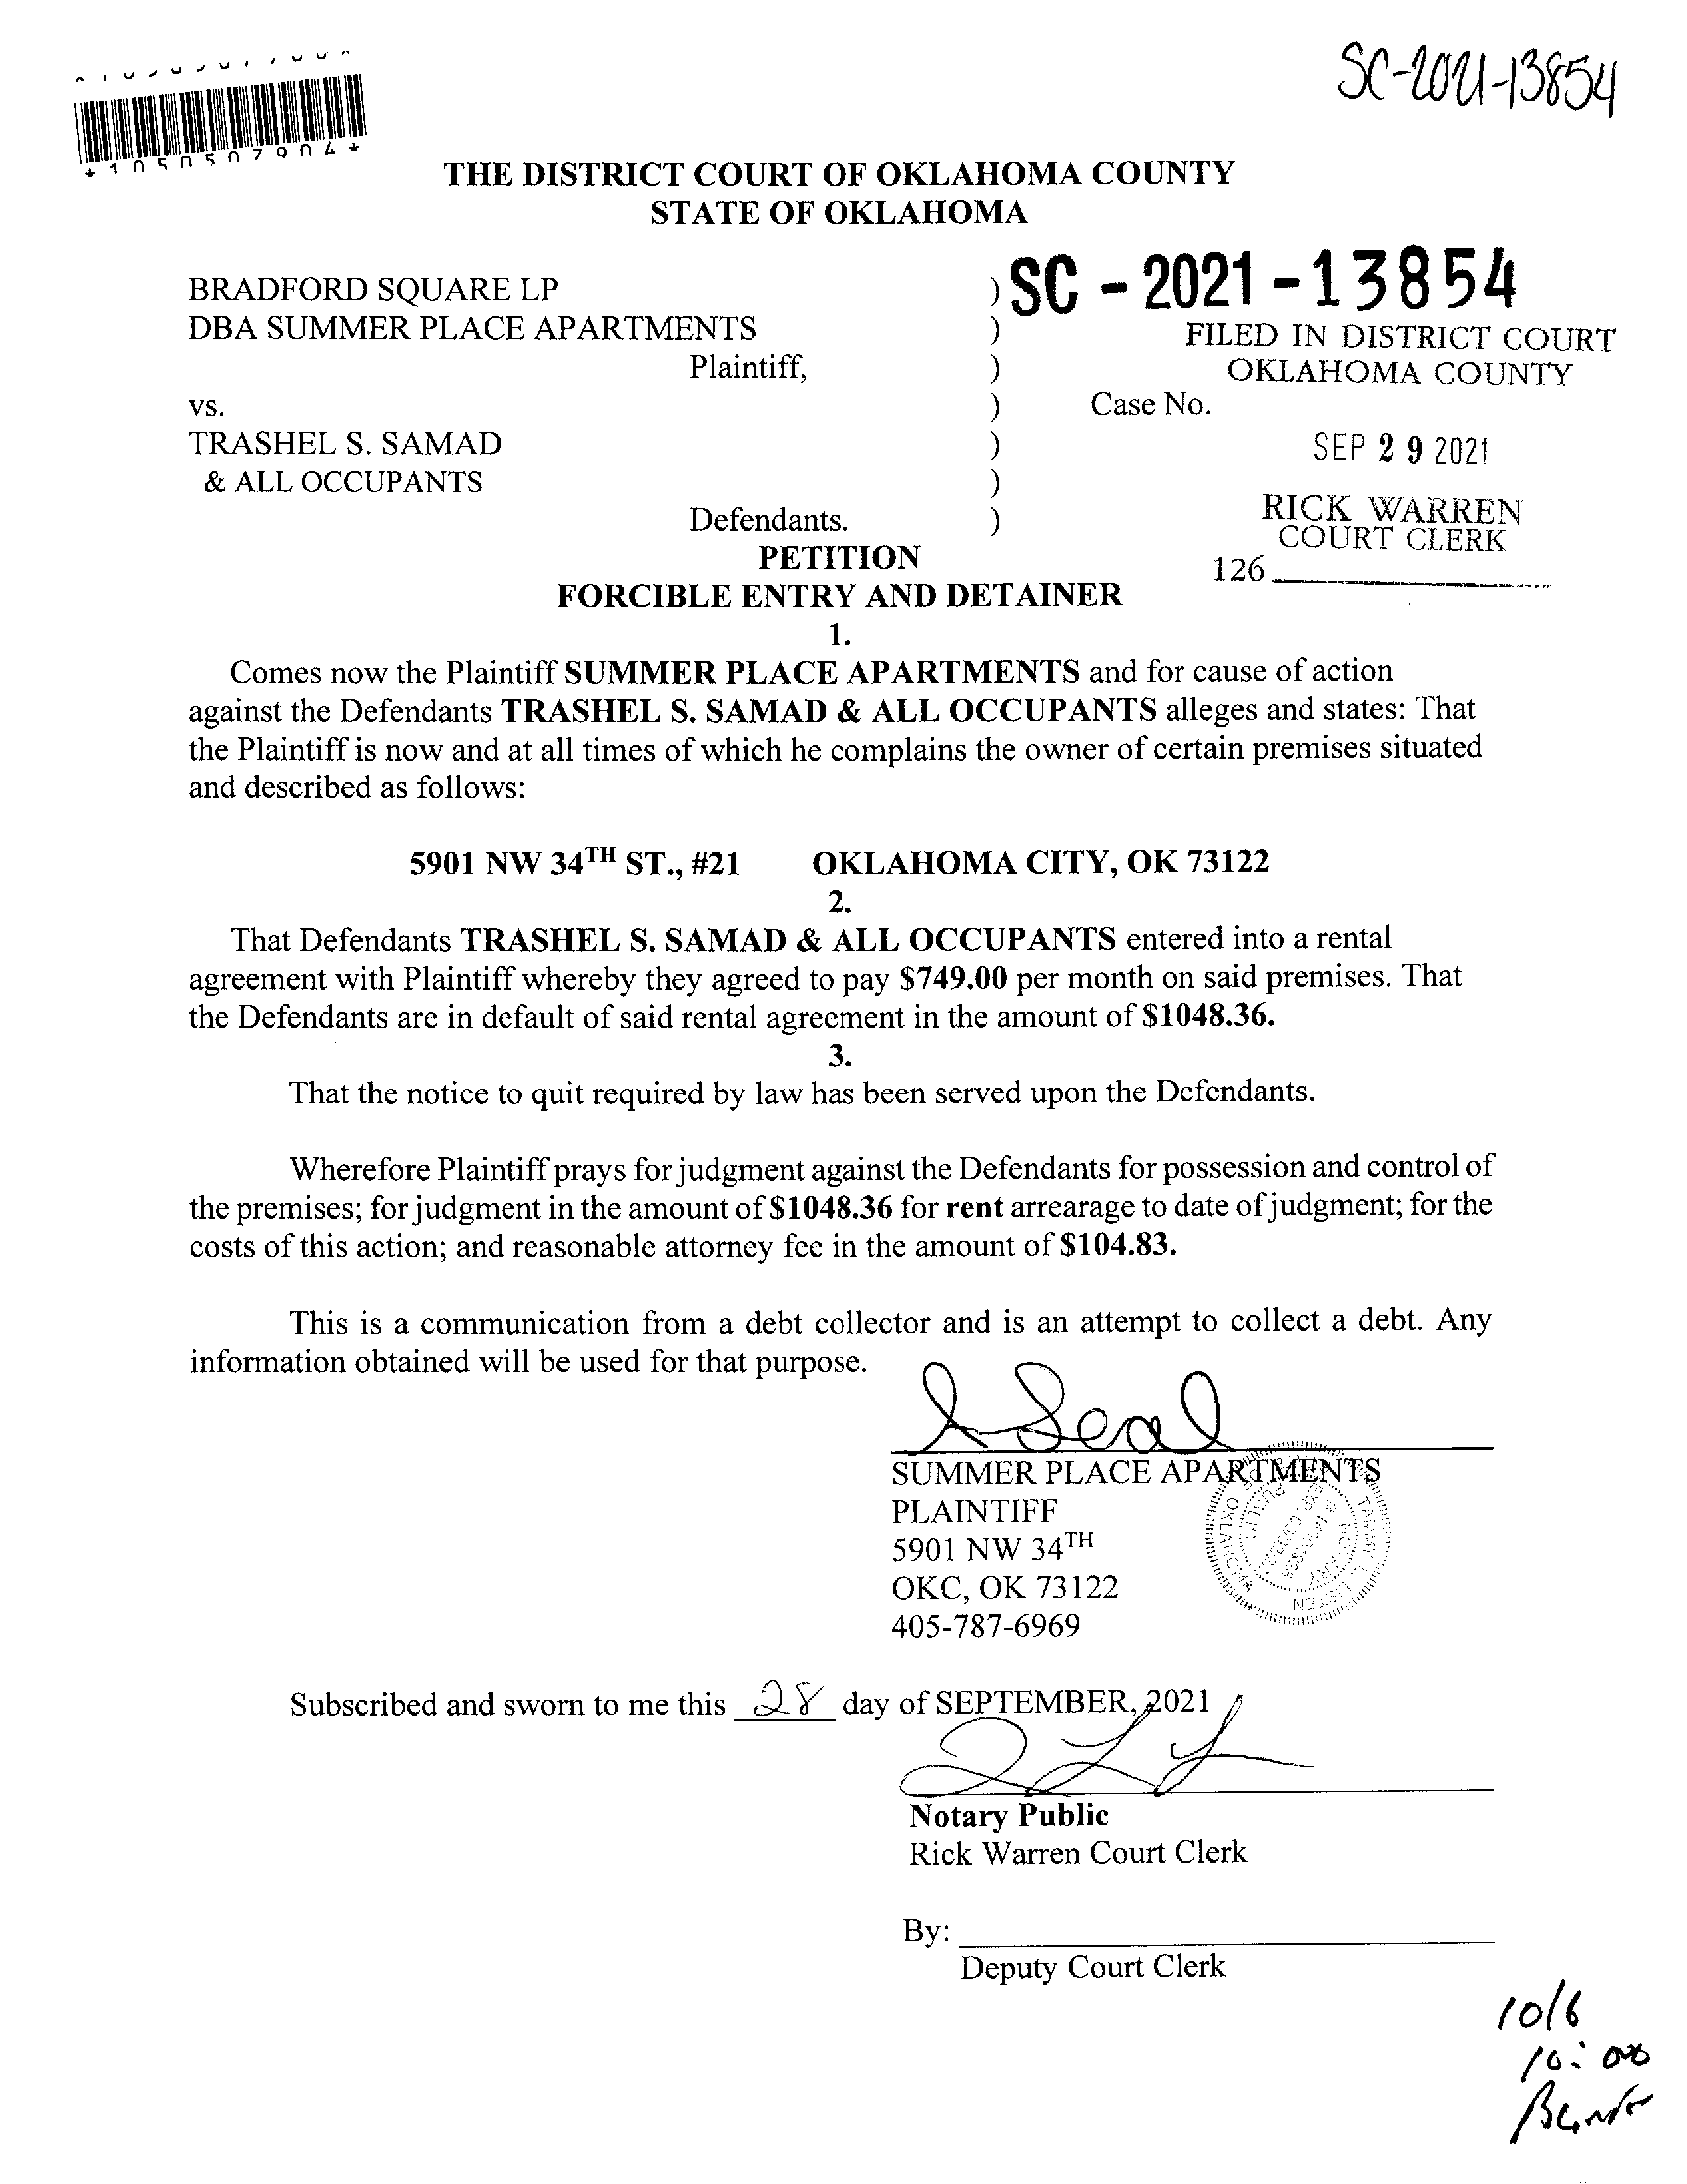 SC-2021-13854
*1050507904*
THE DISTRICT COURT OF OKLAHOMA COUNTY
STATE OF OKLAHOMA
BRADFORD SQUARE LP ) SC - 2021 - 13854
DBA SUMMER PLACE APARTMENTS ) FILED IN DISTRICT COURT
Plaintiff, ) OKLAHOMA COUNTY
vs. ) Case No.
TRASHEL S. SAMAD ) SEP 29 2021
& ALL OCCUPANTS )
Defendants. ) RICK WARREN
COURT CLERK
PETITION
126
FORCIBLE ENTRY AND DETAINER
1.
Comes now the Plaintiff SUMMER PLACE APARTMENTS and for cause of action
against the Defendants TRASHEL S. SAMAD & ALL OCCUPANTS alleges and states: That
the Plaintiff is now and at all times of which he complains the owner of certain premises situated
and described as follows:
5901 NW 34TH ST., #21 OKLAHOMA CITY, OK 73122
2.
That Defendants TRASHEL S. SAMAD & ALL OCCUPANTS entered into a rental
agreement with Plaintiff whereby they agreed to pay $749.00 per month on said premises. That
the Defendants are in default of said rental agreement in the amount of $1048.36.
3.
That the notice to quit required by law has been served upon the Defendants.
Wherefore Plaintiff prays for judgment against the Defendants for possession and control of
the premises; for judgment in the amount of $1048.36 for rent arrearage to date of judgment; for the
costs of this action; and reasonable attorney fee in the amount of $104.83.
This is a communication from a debt collector and is an attempt to collect a debt. Any
information obtained will be used for that purpose.
SUMMER PLACE APARTMENTS
PLAINTIFF
5901 NW 34TH
OKC, OK 73122
405-787-6969
Subscribed and sworn to me this 28 day of SEPTEMBER, 2021
Notary Public
Rick Warren Court Clerk
By:
Deputy Court Clerk
10/6
10:00